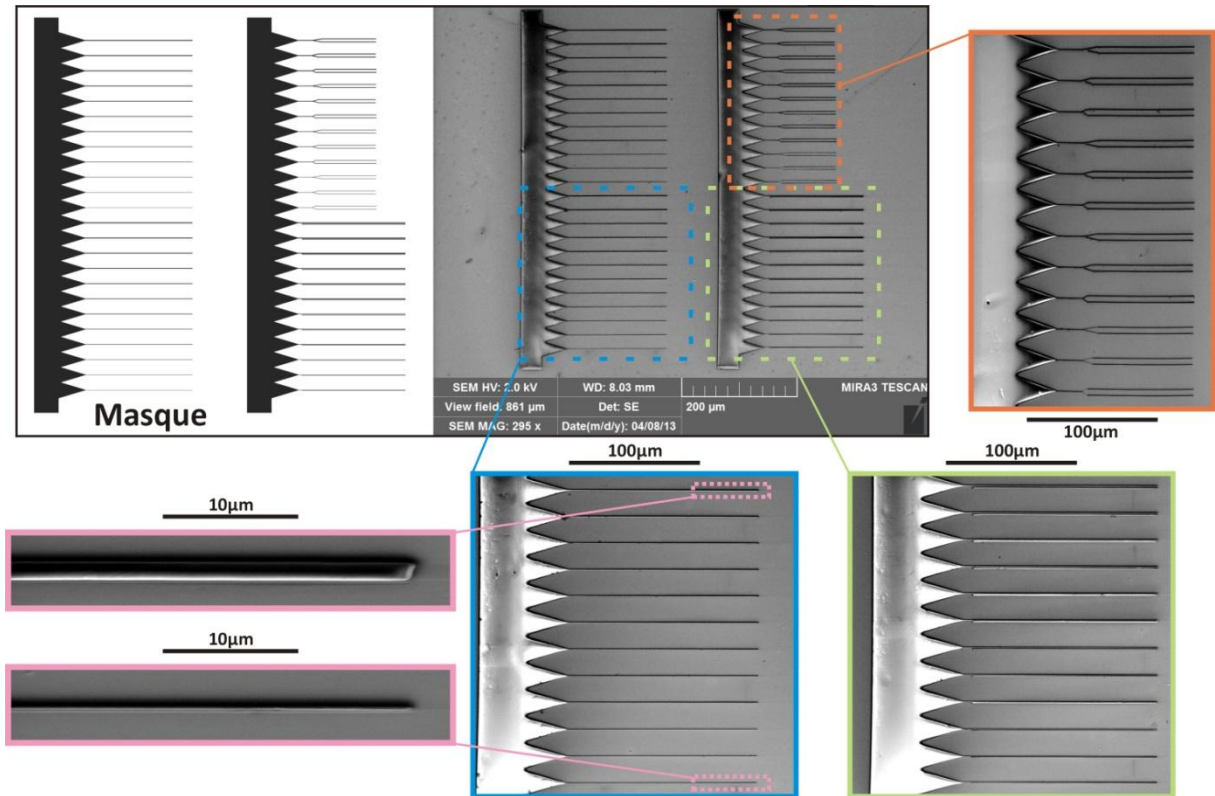 Masque
SEM HV: 2.0 kV
WD: 8.03 mm
MIRA3 TESCAN
View field: 861 µm
Det: SE
200 µm
SEM MAG: 295 x
Date(m/d/y): 04/08/13
100µm
100µm
100µm
10µm
10µm